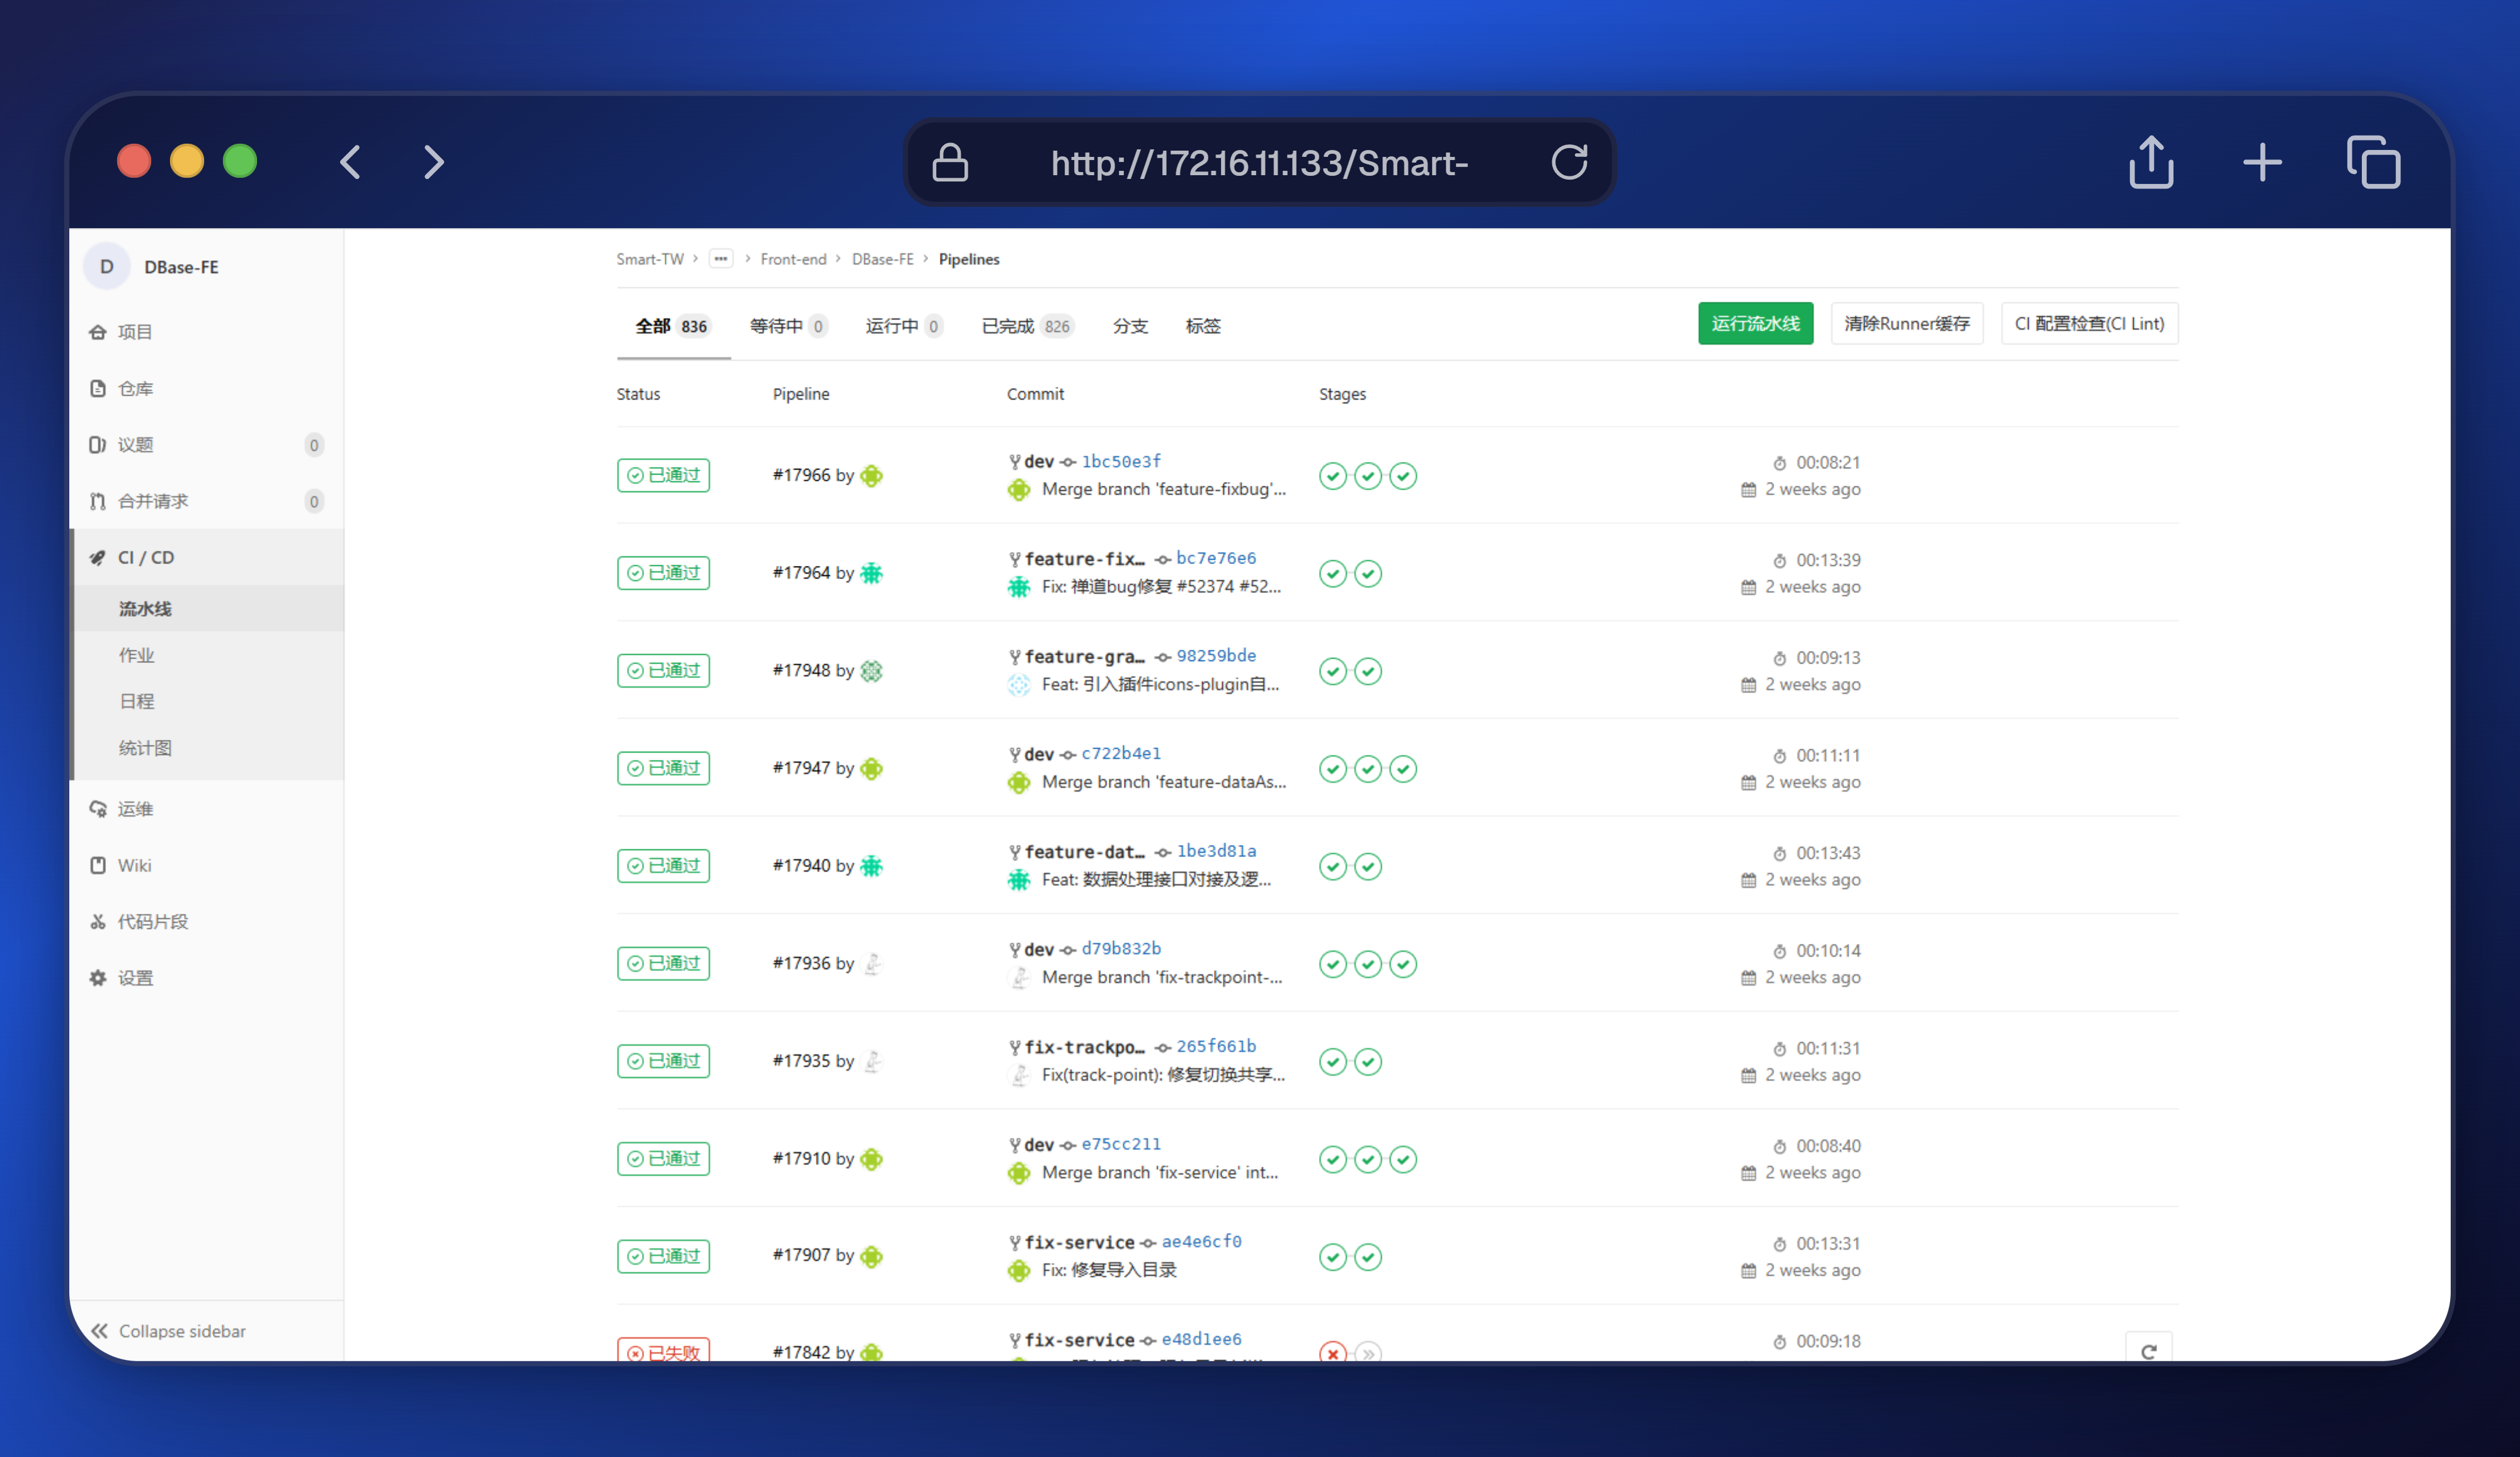 http://172.16.11.133/Smart-
D DBase-FE
项目
仓库
议题 0
合并请求 0
CI / CD
流水线
作业
日程
统计图
运维
Wiki
代码片段
设置
Collapse sidebar
Smart-TW › ••• › Front-end › DBase-FE › Pipelines
全部 836 等待中 0 运行中 0 已完成 826 分支 标签 运行流水线 清除Runner缓存 CI 配置检查(CI Lint)
Status Pipeline Commit Stages
已通过 #17966 by dev 1bc50e3f 00:08:21
Merge branch 'feature-fixbug'... 2 weeks ago
已通过 #17964 by feature-fix... bc7e76e6 00:13:39
Fix: 禅道bug修复 #52374 #52... 2 weeks ago
已通过 #17948 by feature-gra... 98259bde 00:09:13
Feat: 引入插件icons-plugin自... 2 weeks ago
已通过 #17947 by dev c722b4e1 00:11:11
Merge branch 'feature-dataAs... 2 weeks ago
已通过 #17940 by feature-dat... 1be3d81a 00:13:43
Feat: 数据处理接口对接及逻... 2 weeks ago
已通过 #17936 by dev d79b832b 00:10:14
Merge branch 'fix-trackpoint-... 2 weeks ago
已通过 #17935 by fix-trackpo... 265f661b 00:11:31
Fix(track-point): 修复切换共享... 2 weeks ago
已通过 #17910 by dev e75cc211 00:08:40
Merge branch 'fix-service' int... 2 weeks ago
已通过 #17907 by fix-service ae4e6cf0 00:13:31
Fix: 修复导入目录 2 weeks ago
已失败 #17842 by fix-service e48d1ee6 00:09:18